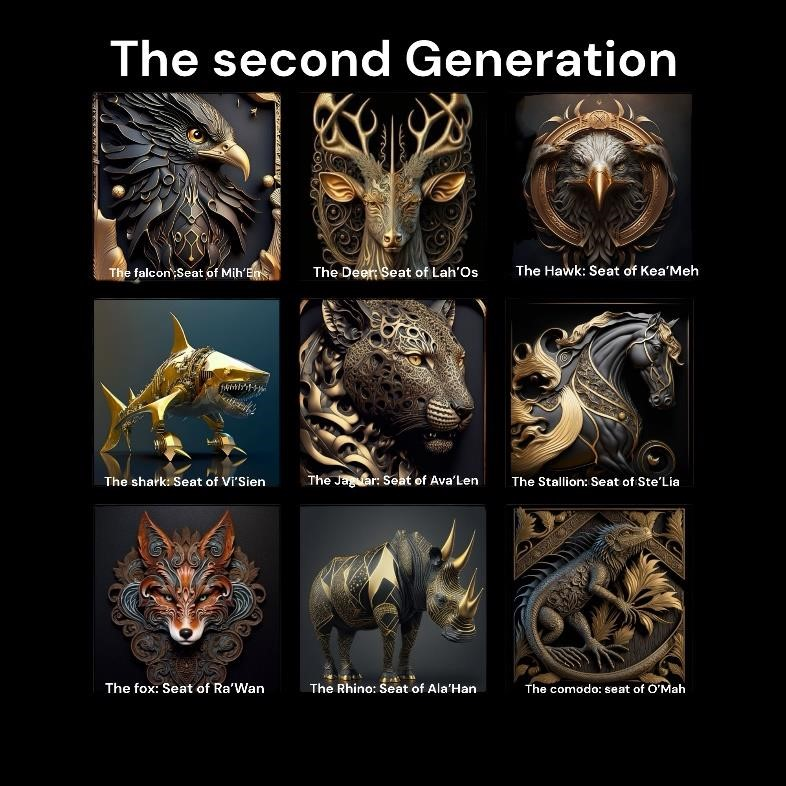 The second Generation
The falcon ;Seat of Mih'En
The Deer: Seat of Lah'Os
The Hawk: Seat of Kea'Meh
The shark: Seat of Vi'Sien
The Jaguar: Seat of Ava'Len
The Stallion: Seat of Ste'Lia
The fox: Seat of Ra'Wan
The Rhino: Seat of Ala'Han
The comodo: seat of O'Mah